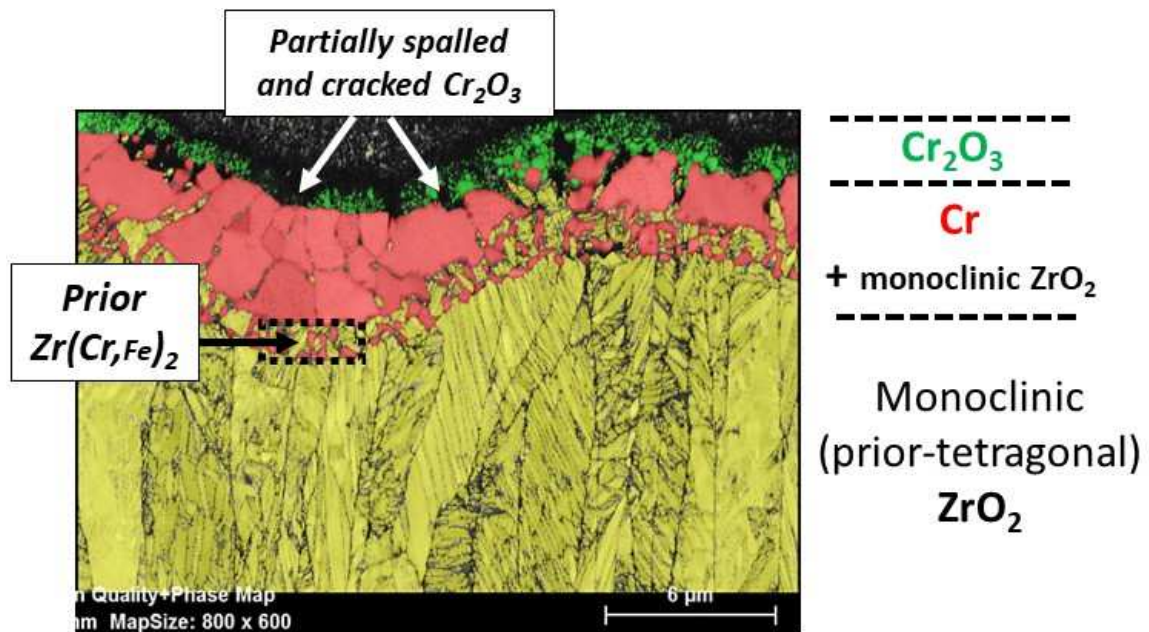 Partially spalled
and cracked Cr₂O₃
Cr₂O₃
Cr
+ monoclinic ZrO₂
Prior
Zr(Cr,Fe)₂
Monoclinic
(prior-tetragonal)
ZrO₂
Quality+Phase Map
6 µm
MapSize: 800 x 600